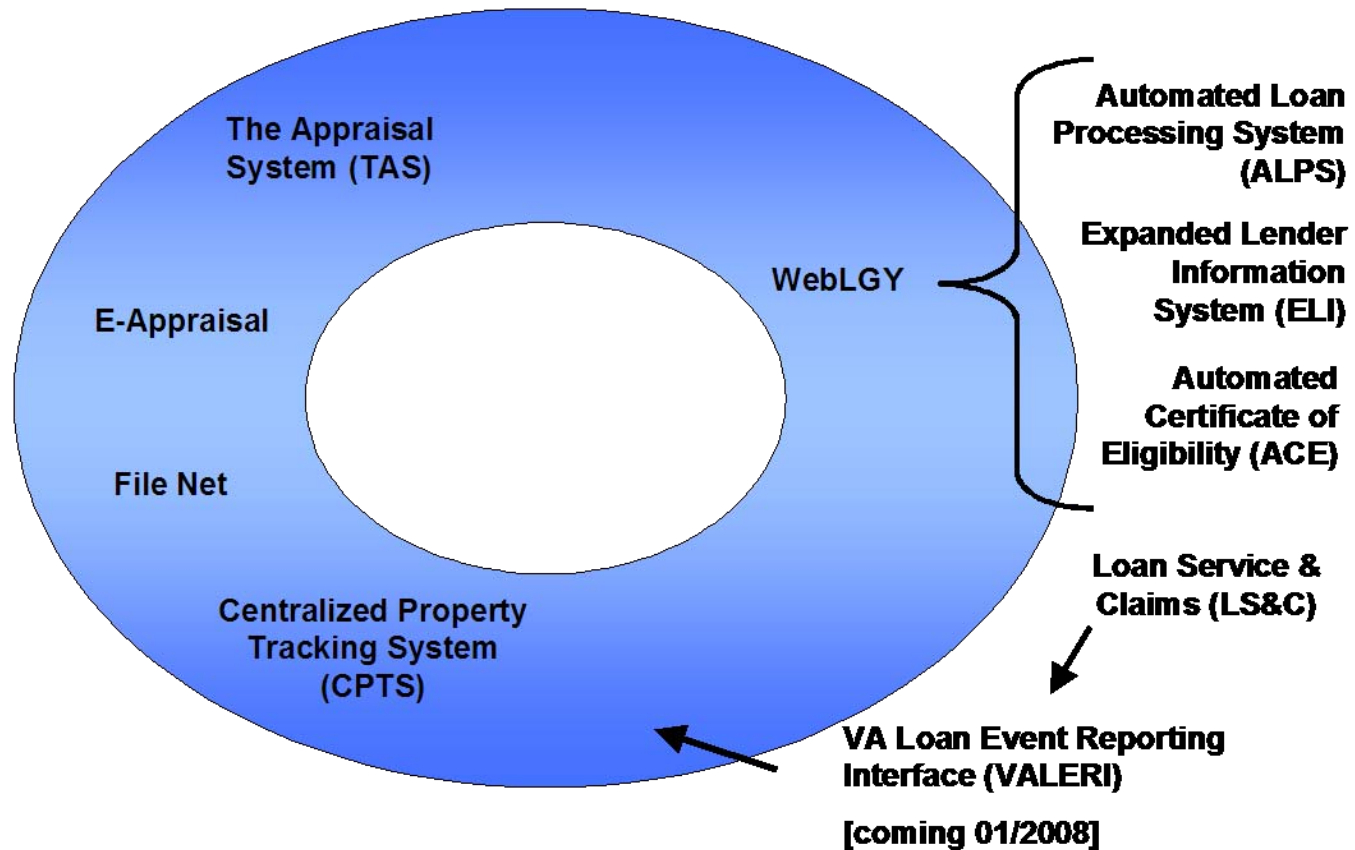 The Appraisal
System (TAS)
E-Appraisal
File Net
Centralized Property
Tracking System
(CPTS)
WebLGY
Automated Loan
Processing System
(ALPS)
Expanded Lender
Information
System (ELI)
Automated
Certificate of
Eligibility (ACE)
Loan Service &
Claims (LS&C)
VA Loan Event Reporting
Interface (VALERI)
[coming 01/2008]